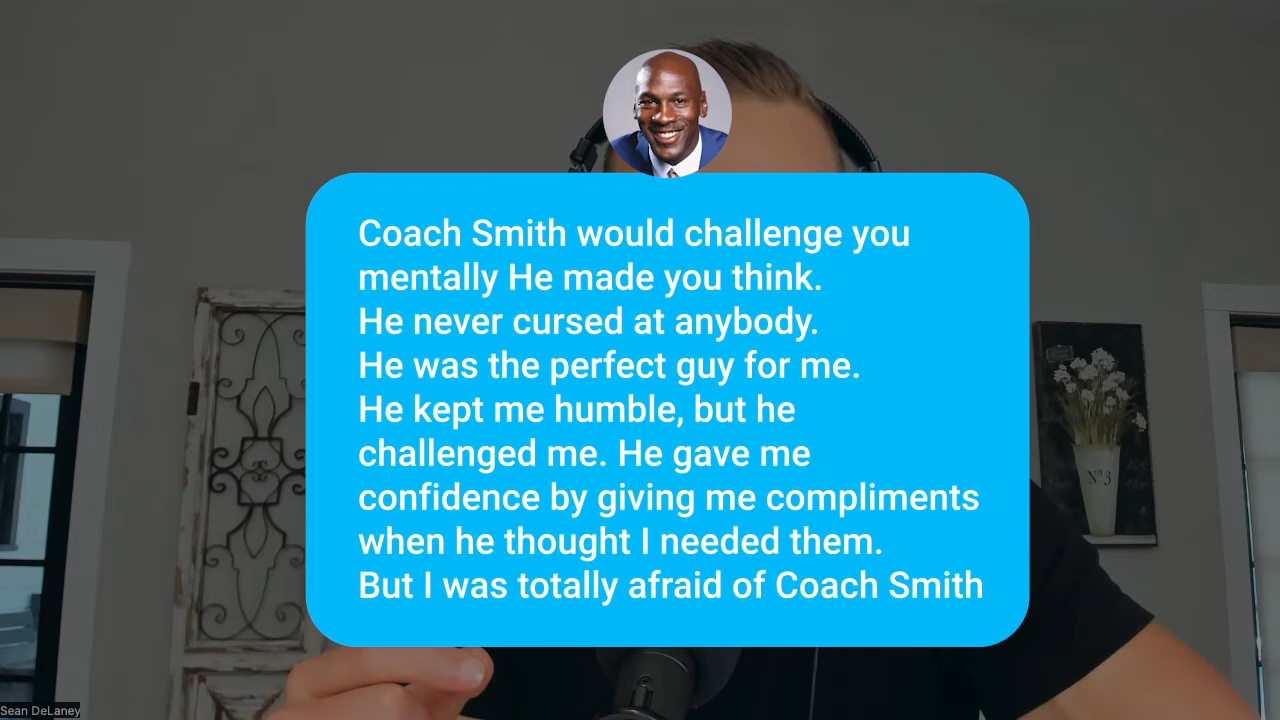 Coach Smith would challenge you
mentally He made you think.
He never cursed at anybody.
He was the perfect guy for me.
He kept me humble, but he
challenged me. He gave me
confidence by giving me compliments
when he thought I needed them.
But I was totally afraid of Coach Smith
Nº3
Sean DeLaney